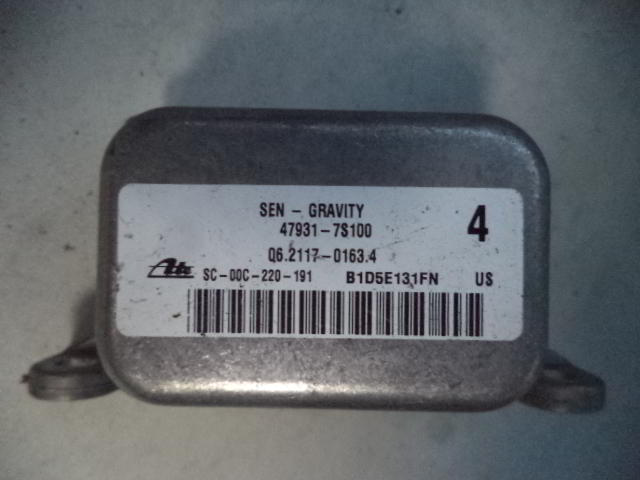 SEN - GRAVITY
47931-7S100
4
Q6.2117-0163.4
Ate SC-00C-220-191 B1D5E131FN US